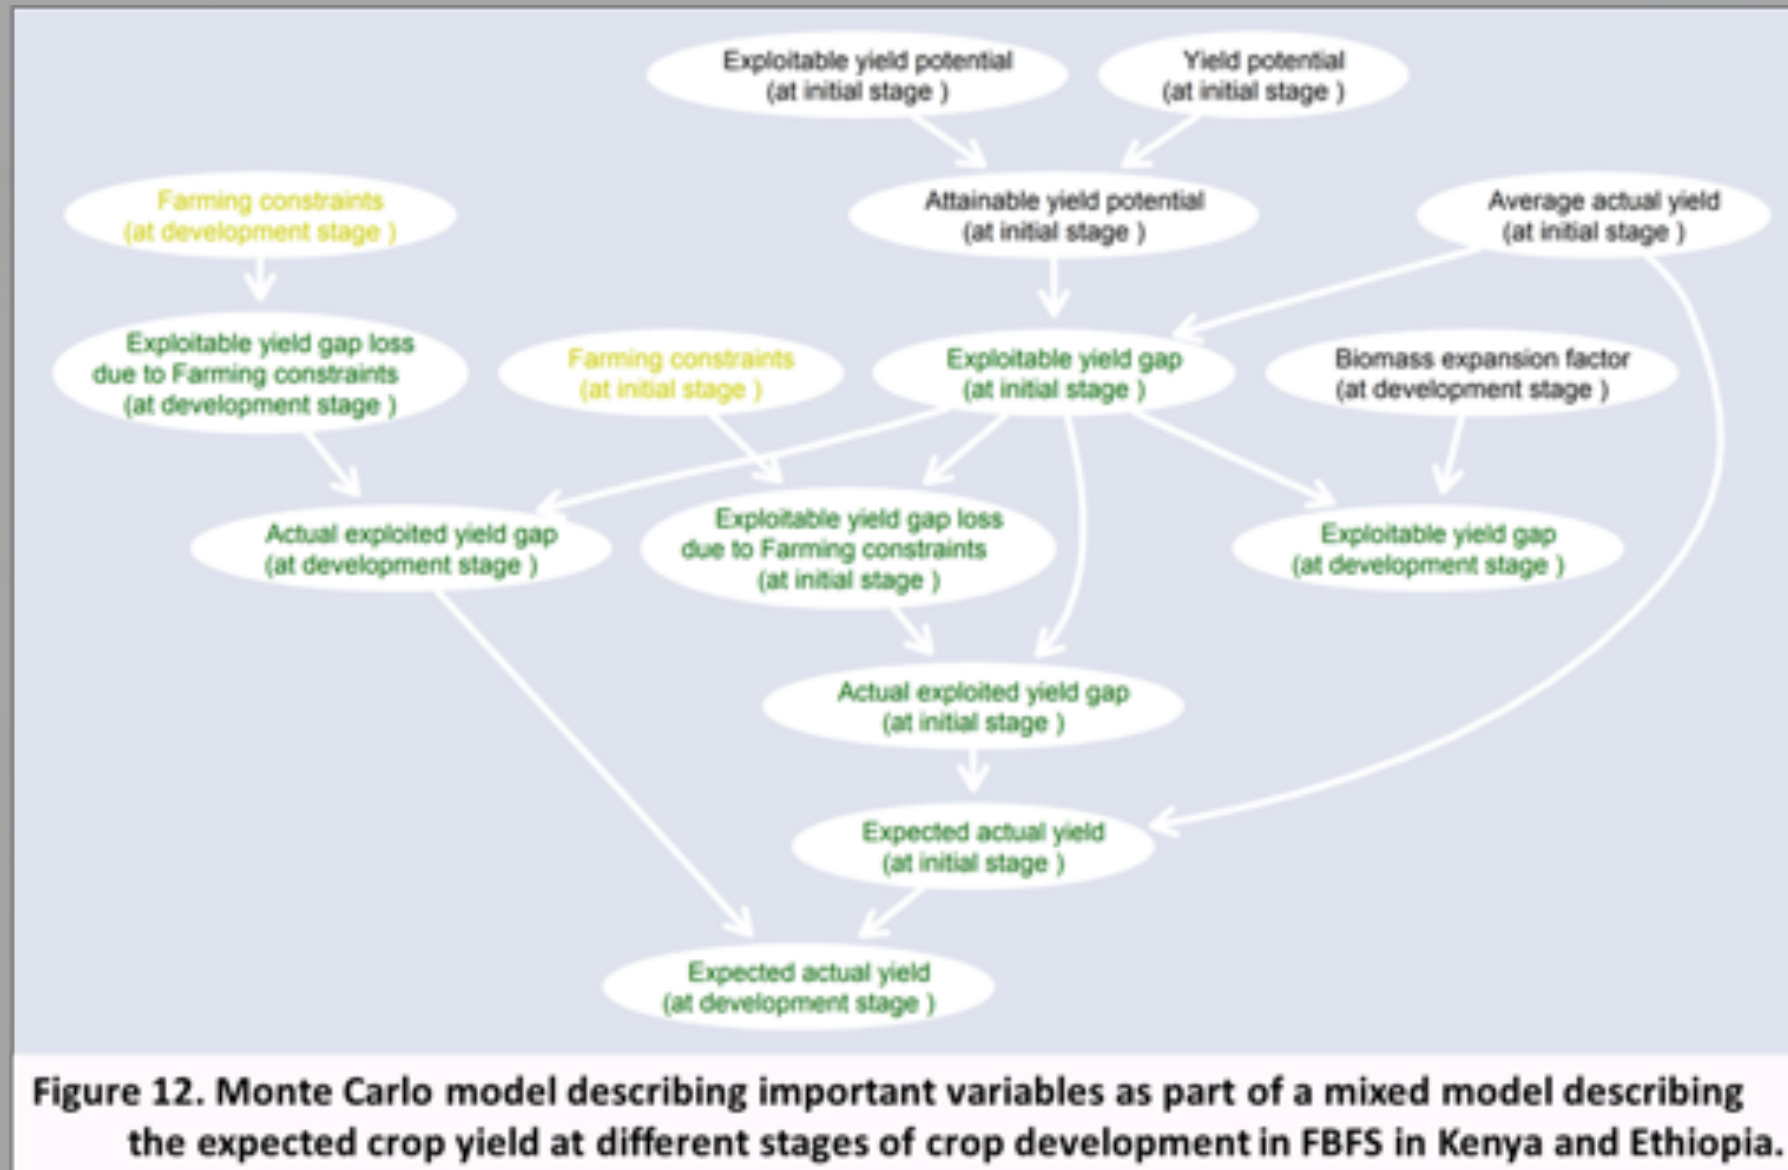 Exploitable yield potential
(at initial stage )
Yield potential
(at initial stage )
Farming constraints
(at development stage )
Attainable yield potential
(at initial stage )
Average actual yield
(at initial stage )
Exploitable yield gap loss
due to Farming constraints
(at development stage )
Farming constraints
(at initial stage )
Exploitable yield gap
(at initial stage )
Biomass expansion factor
(at development stage )
Actual exploited yield gap
(at development stage )
Exploitable yield gap loss
due to Farming constraints
(at initial stage )
Exploitable yield gap
(at development stage )
Actual exploited yield gap
(at initial stage )
Expected actual yield
(at initial stage )
Expected actual yield
(at development stage )
Figure 12. Monte Carlo model describing important variables as part of a mixed model describing
the expected crop yield at different stages of crop development in FBFS in Kenya and Ethiopia.